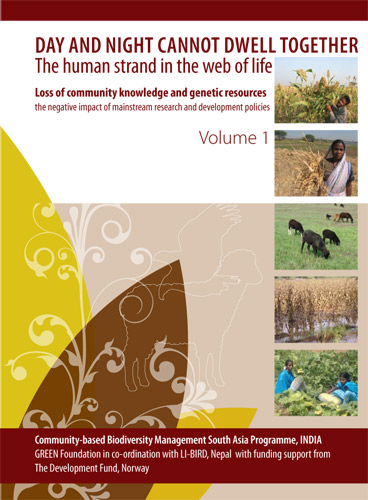 DAY AND NIGHT CANNOT DWELL TOGETHER
The human strand in the web of life
Loss of community knowledge and genetic resources
the negative impact of mainstream research and development policies
Volume 1
Community-based Biodiversity Management South Asia Programme, INDIA
GREEN Foundation in co-ordination with LI-BIRD, Nepal with funding support from
The Development Fund, Norway